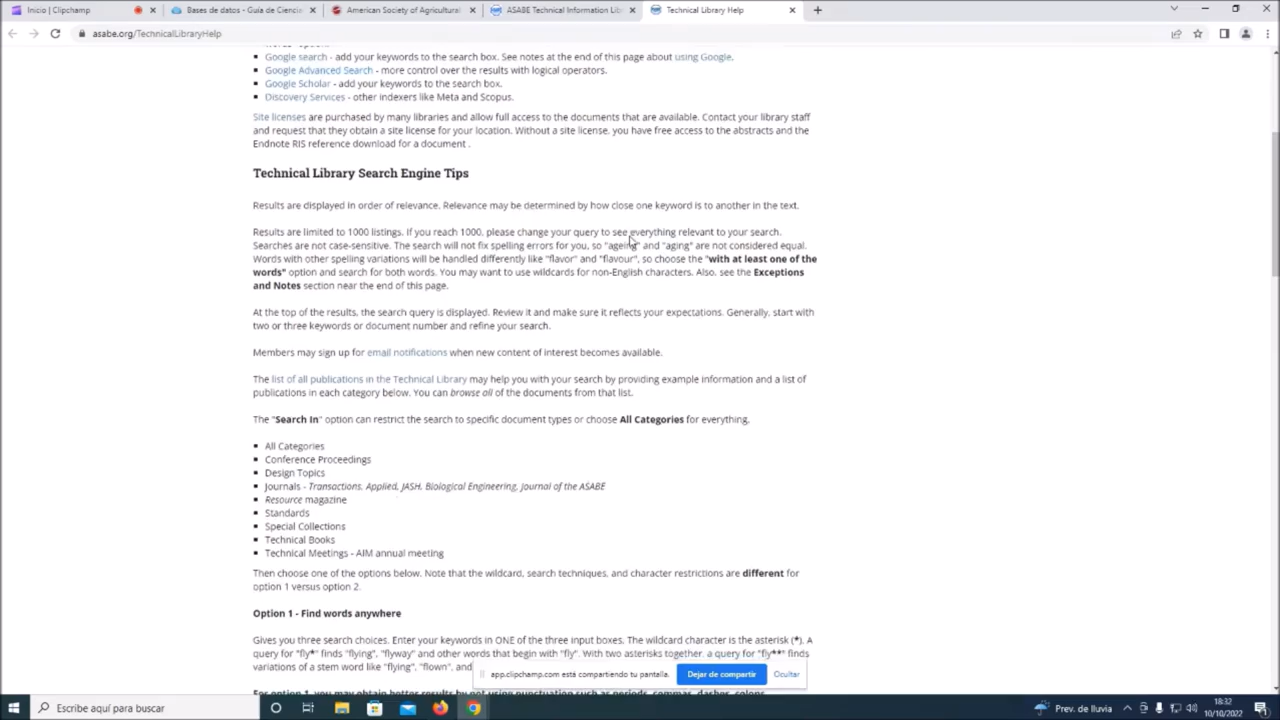 Inicio | Clipchamp
Bases de datos - Guía de Cienci
American Society of Agricultural
ASABE Technical Information Lib
Technical Library Help
asabe.org/TechnicalLibraryHelp
Google search - add your keywords to the search box. See notes at the end of this page about using Google.
Google Advanced Search - more control over the results with logical operators.
Google Scholar - add your keywords to the search box.
Discovery Services - other indexers like Meta and Scopus.
Site licenses are purchased by many libraries and allow full access to the documents that are available. Contact your library staff
and request that they obtain a site license for your location. Without a site license, you have free access to the abstracts and the
Endnote RIS reference download for a document .
Technical Library Search Engine Tips
Results are displayed in order of relevance. Relevance may be determined by how close one keyword is to another in the text.
Results are limited to 1000 listings. If you reach 1000, please change your query to see everything relevant to your search.
Searches are not case-sensitive. The search will not fix spelling errors for you, so "ageing" and "aging" are not considered equal.
Words with other spelling variations will be handled differently like "flavor" and "flavour", so choose the "with at least one of the
words" option and search for both words. You may want to use wildcards for non-English characters. Also, see the Exceptions
and Notes section near the end of this page.
At the top of the results, the search query is displayed. Review it and make sure it reflects your expectations. Generally, start with
two or three keywords or document number and refine your search.
Members may sign up for email notifications when new content of interest becomes available.
The list of all publications in the Technical Library may help you with your search by providing example information and a list of
publications in each category below. You can browse all of the documents from that list.
The "Search In" option can restrict the search to specific document types or choose All Categories for everything.
All Categories
Conference Proceedings
Design Topics
Journals - Transactions, Applied, JASH, Biological Engineering, Journal of the ASABE
Resource magazine
Standards
Special Collections
Technical Books
Technical Meetings - AIM annual meeting
Then choose one of the options below. Note that the wildcard, search techniques, and character restrictions are different for
option 1 versus option 2.
Option 1 - Find words anywhere
Gives you three search choices. Enter your keywords in ONE of the three input boxes. The wildcard character is the asterisk (*). A
query for "fly*" finds "flying", "flyway" and other words that begin with "fly". With two asterisks together, a query for "fly**" finds
variations of a stem word like "flying", "flown", and
app.clipchamp.com está compartiendo tu pantalla.
Dejar de compartir
Ocultar
For option 1, you may obtain better results by not using punctuation such as periods, commas, dashes, colons
Escribe aquí para buscar
Prev. de lluvia
18:32
10/10/2022